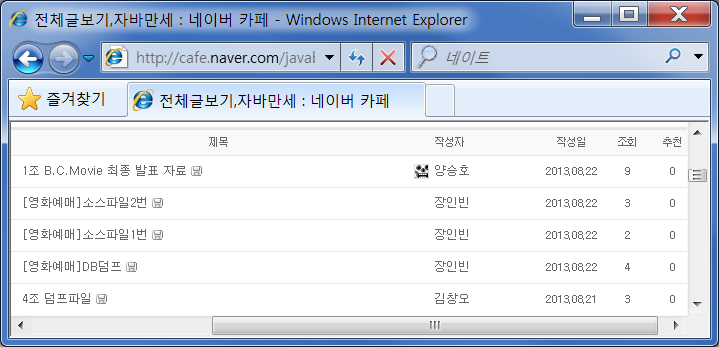 전체글보기,자바만세 : 네이버 카페 - Windows Internet Explorer
http://cafe.naver.com/javab
네이트
즐겨찾기
전체글보기,자바만세 : 네이버 카페
제목 작성자 작성일 조회 추천
1조 B.C.Movie 최종 발표 자료 양승호 2013.08.22 9 0
[영화예매]소스파일2번 장인빈 2013.08.22 3 0
[영화예매]소스파일1번 장인빈 2013.08.22 2 0
[영화예매]DB덤프 장인빈 2013.08.22 4 0
4조 덤프파일 김창오 2013.08.21 3 0